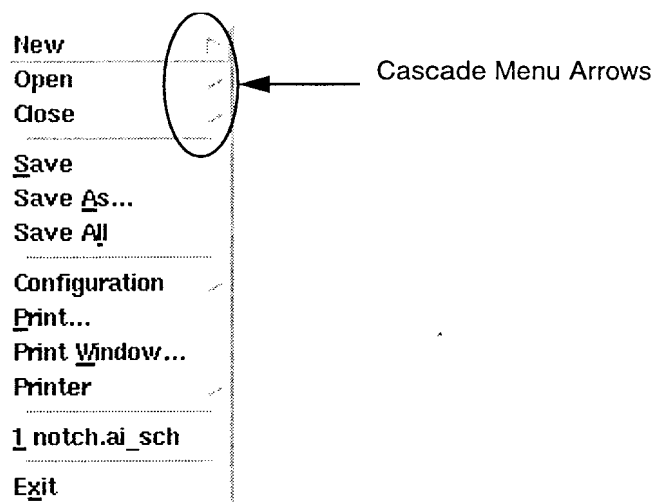 New
Open
Close
Cascade Menu Arrows
Save
Save As...
Save All
Configuration
Print...
Print Window...
Printer
1 notch.ai_sch
Exit